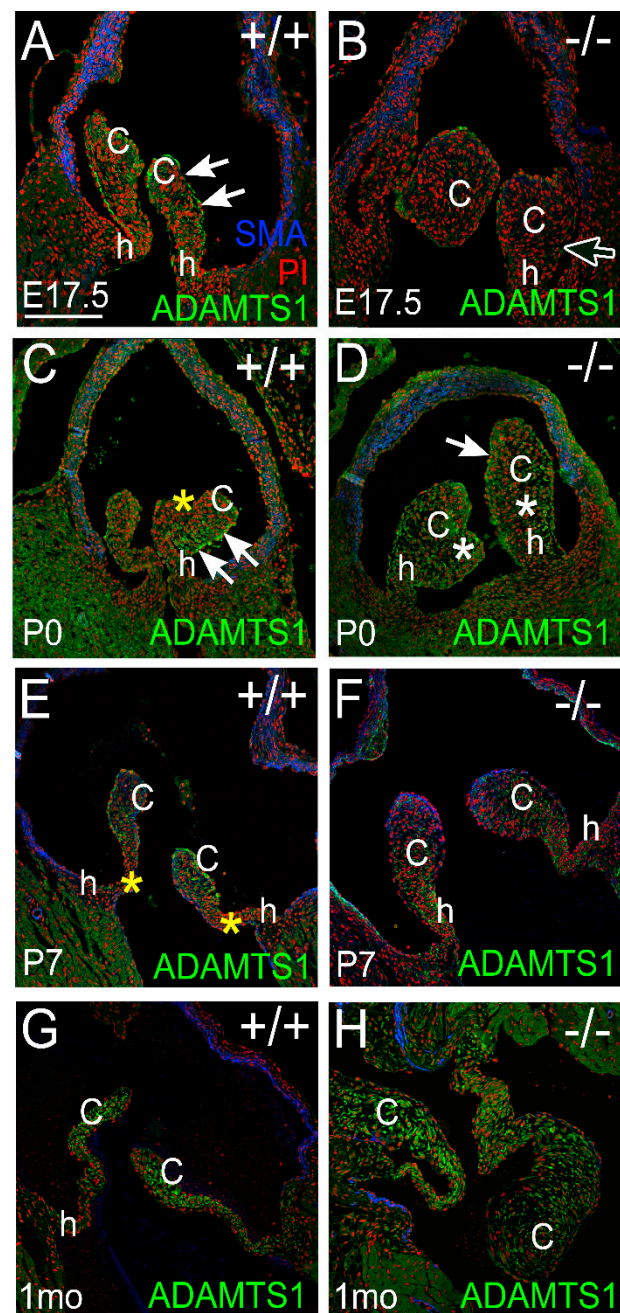 A +/+
C
C
SMA
PI
h
h
E17.5 ADAMTS1
B -/-
C
C
h
E17.5 ADAMTS1
C +/+
*
C
h
P0 ADAMTS1
D -/-
C
*
C
*
h
h
P0 ADAMTS1
E +/+
C
C
h
h
*
*
P7 ADAMTS1
F -/-
C
h
C
h
P7 ADAMTS1
G +/+
C
C
h
1mo ADAMTS1
H -/-
C
C
1mo ADAMTS1